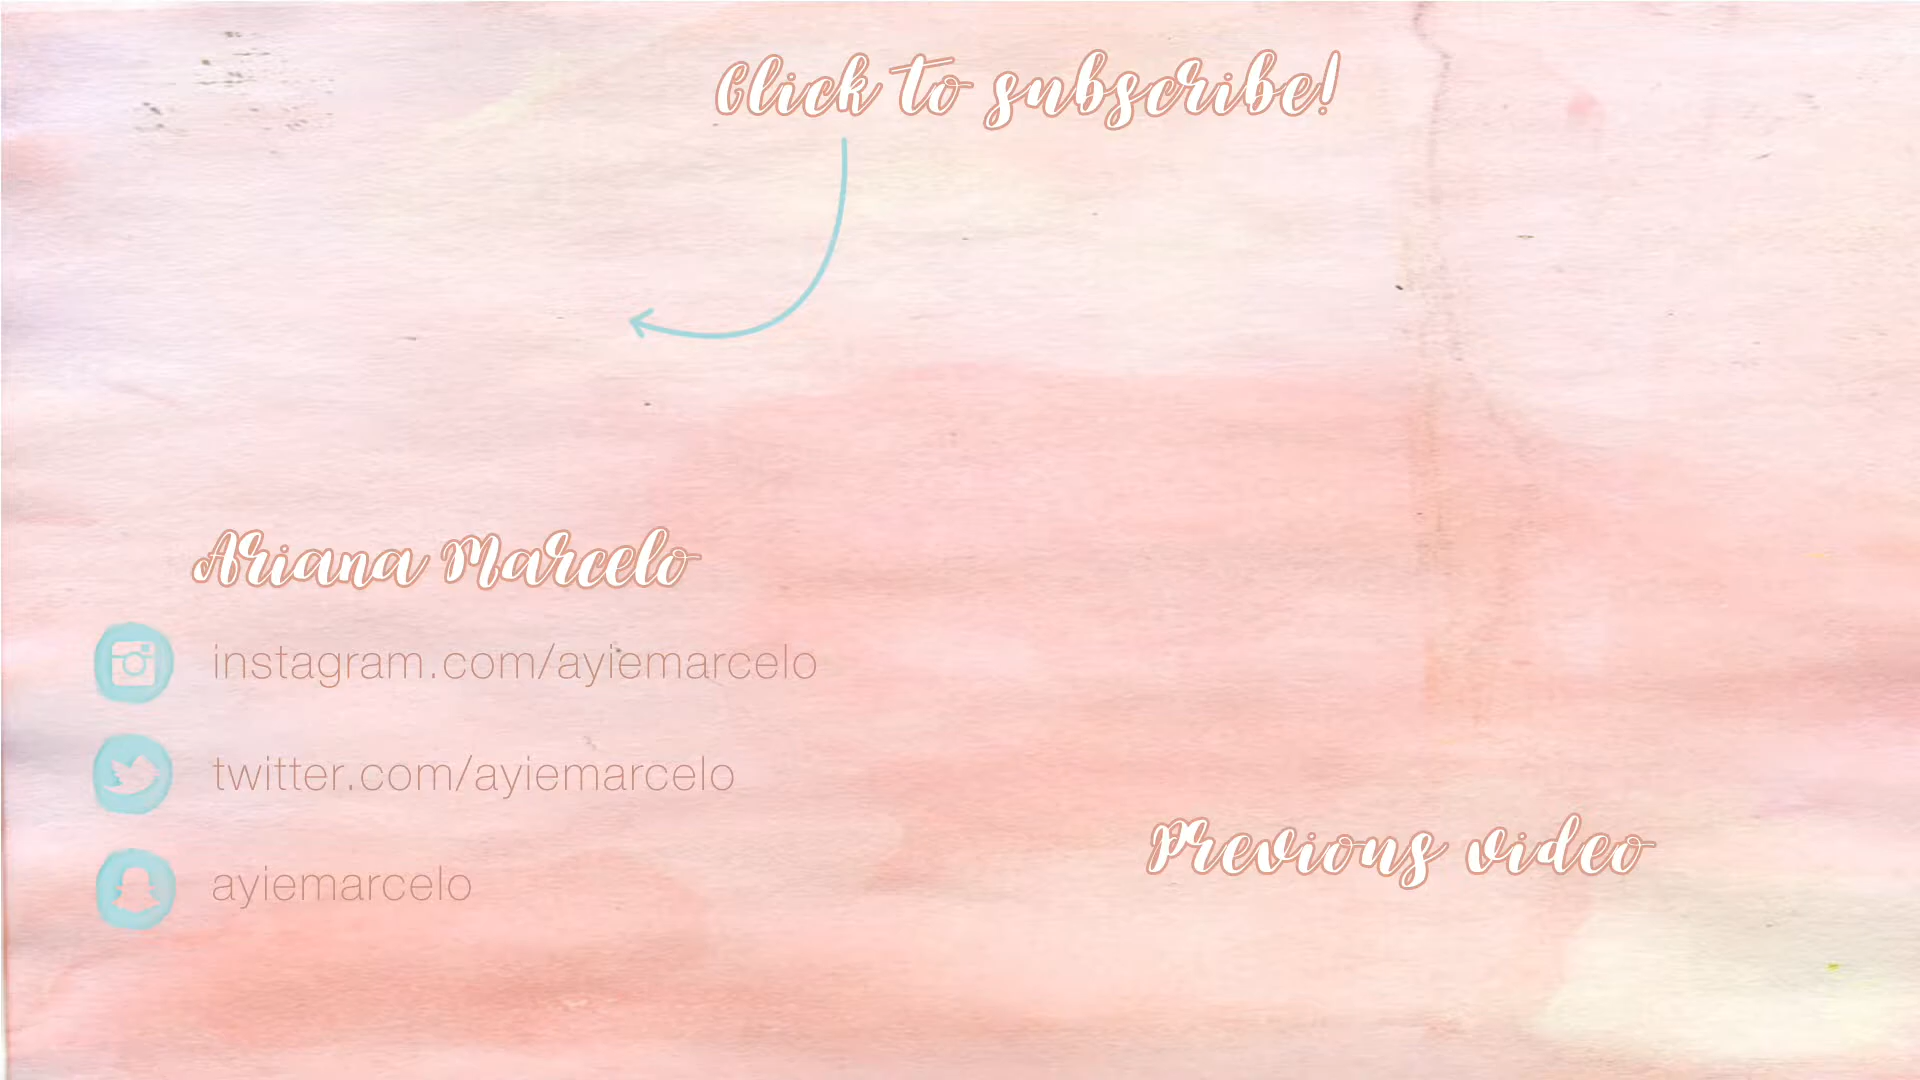 Click to subscribe!
Ariana Marcelo
instagram.com/ayiemarcelo
twitter.com/ayiemarcelo
ayiemarcelo
Previous video